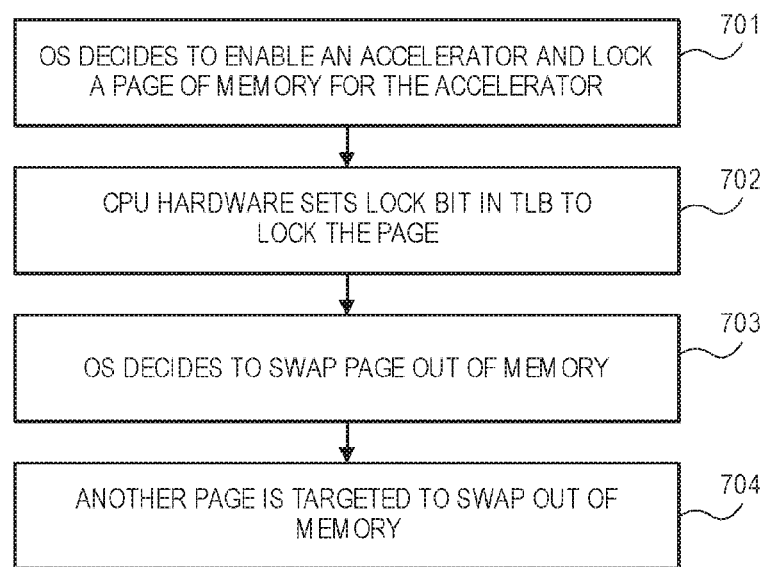 701
OS DECIDES TO ENABLE AN ACCELERATOR AND LOCK
A PAGE OF MEMORY FOR THE ACCELERATOR
702
CPU HARDWARE SETS LOCK BIT IN TLB TO
LOCK THE PAGE
703
OS DECIDES TO SWAP PAGE OUT OF MEMORY
704
ANOTHER PAGE IS TARGETED TO SWAP OUT OF
MEMORY